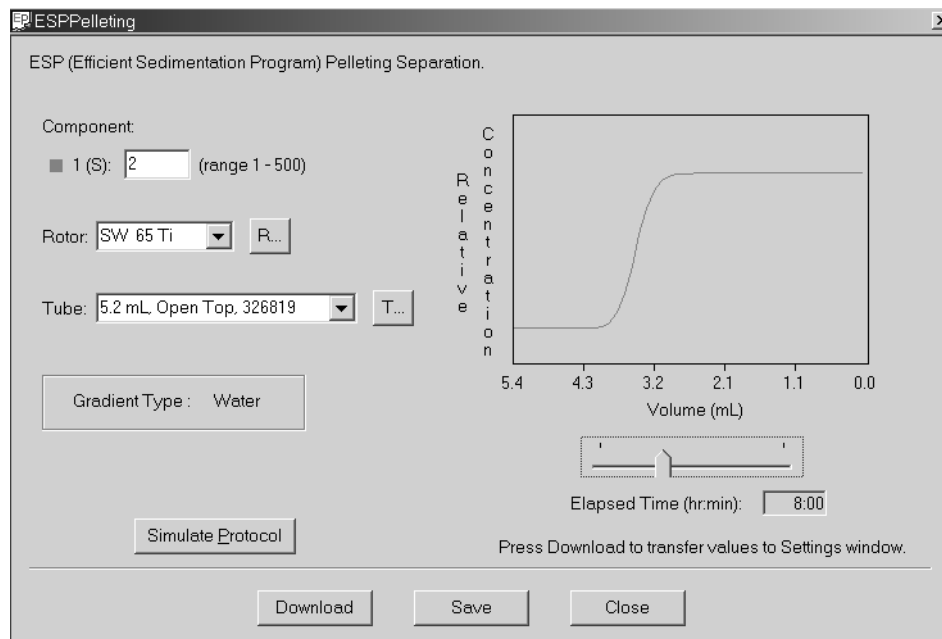 EP ESPPelleting
ESP (Efficient Sedimentation Program) Pelleting Separation.
Component:
1 (S): 2 (range 1 - 500)
Rotor: SW 65 Ti R...
Tube: 5.2 mL, Open Top, 326819 T...
Gradient Type : Water
Simulate Protocol
Relative
Concentration
5.4 4.3 3.2 2.1 1.1 0.0
Volume (mL)
Elapsed Time (hr:min): 8:00
Press Download to transfer values to Settings window.
Download Save Close